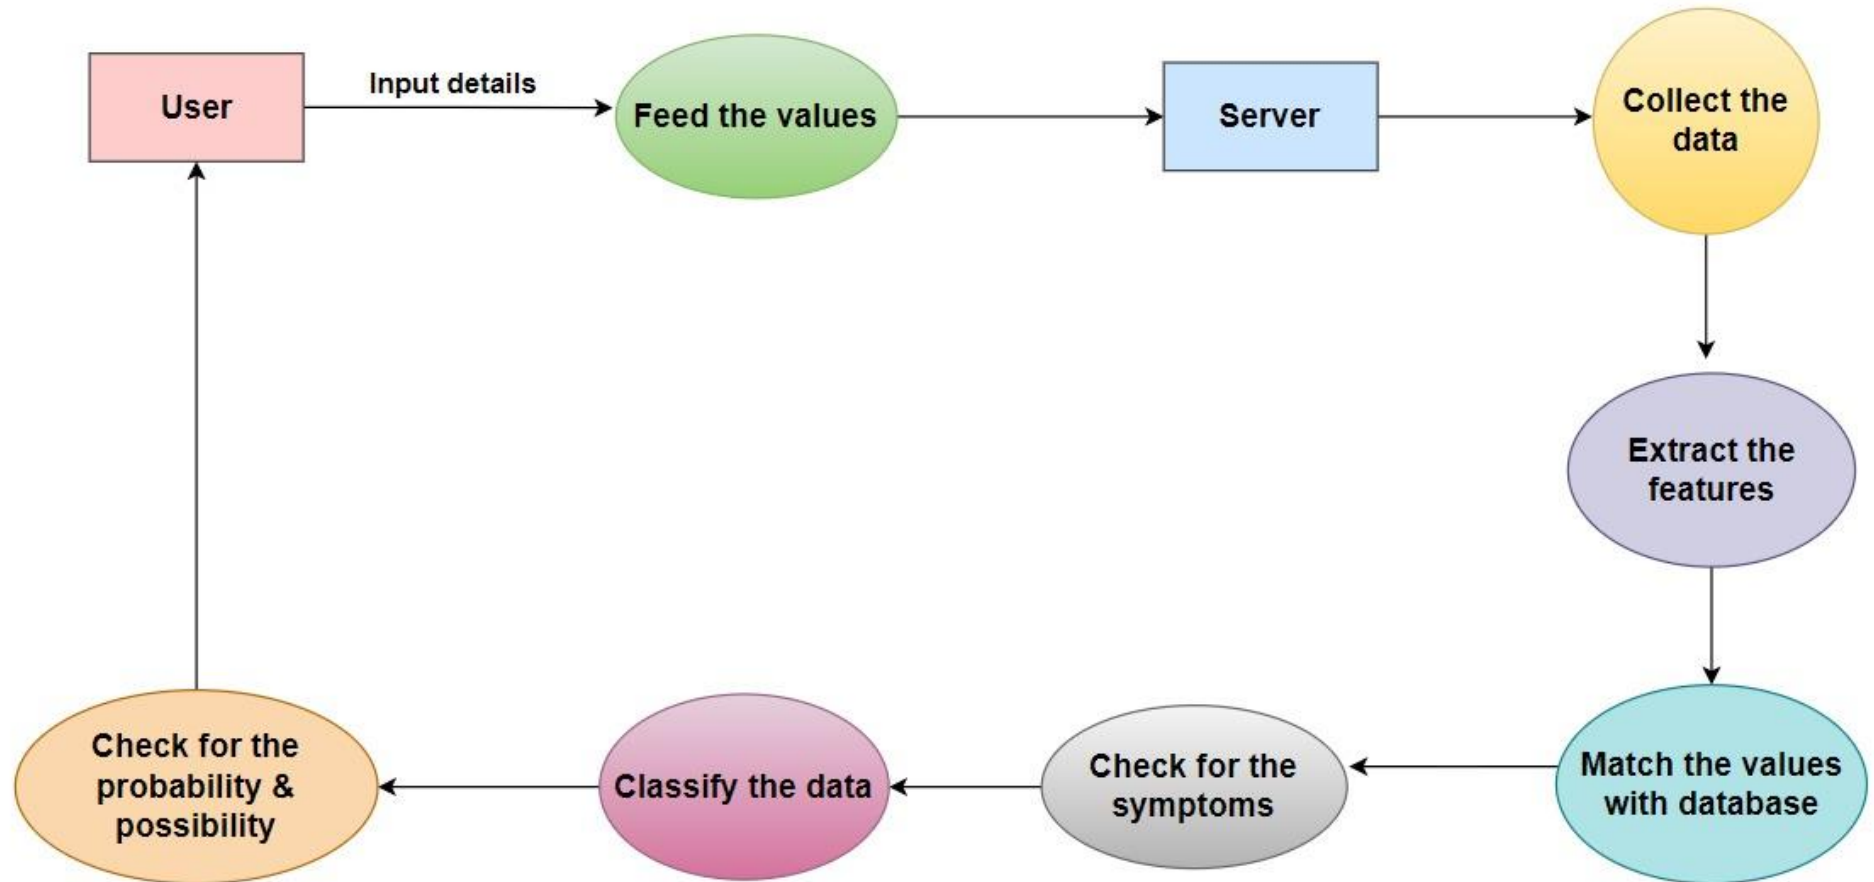 User
Input details
Feed the values
Server
Collect the
data
Extract the
features
Match the values
with database
Check for the
symptoms
Classify the data
Check for the
probability &
possibility